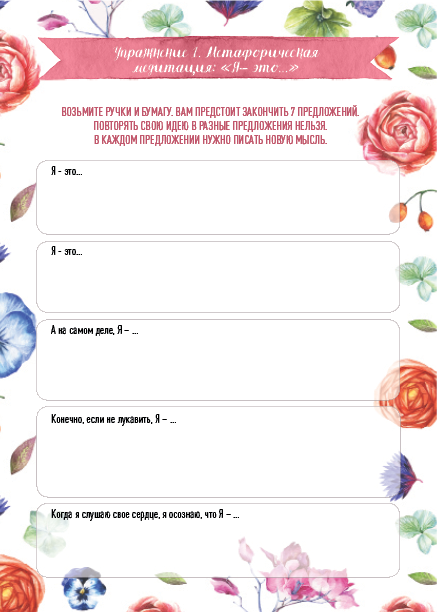 Упражнение 1. Метафорическая
медитация: «Я– это...»
ВОЗЬМИТЕ РУЧКИ И БУМАГУ. ВАМ ПРЕДСТОИТ ЗАКОНЧИТЬ 7 ПРЕДЛОЖЕНИЙ.
ПОВТОРЯТЬ СВОЮ ИДЕЮ В РАЗНЫЕ ПРЕДЛОЖЕНИЯ НЕЛЬЗЯ.
В КАЖДОМ ПРЕДЛОЖЕНИИ НУЖНО ПИСАТЬ НОВУЮ МЫСЛЬ.
Я - это...
Я - это...
А на самом деле, Я – ...
Конечно, если не лукавить, Я – ...
Когда я слушаю свое сердце, я осознаю, что Я – ...